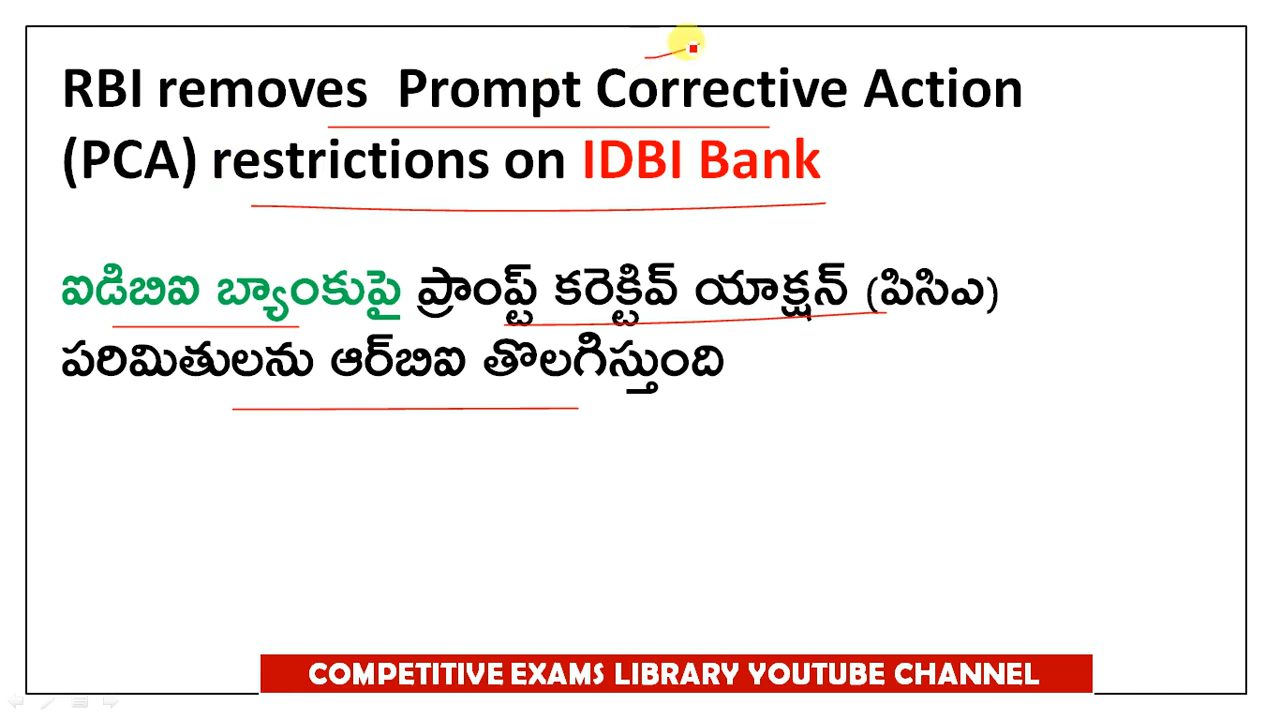 RBI removes Prompt Corrective Action
(PCA) restrictions on IDBI Bank
ఐడిబిఐ బ్యాంకుపై ప్రాంప్ట్ కరెక్టివ్ యాక్షన్ (పిసిఎ)
పరిమితులను ఆర్‌బిఐ తొలగిస్తుంది
COMPETITIVE EXAMS LIBRARY YOUTUBE CHANNEL